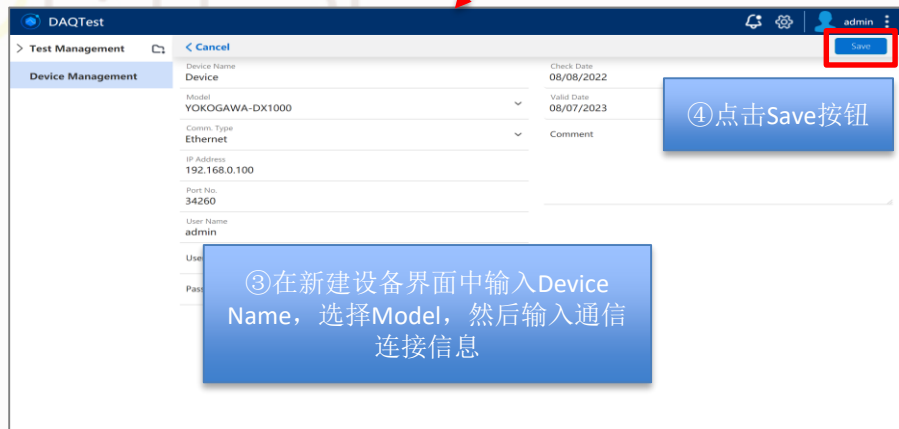 DAQTest
admin
Test Management
Cancel
Save
Device Management
Device Name
Device
Check Date
08/08/2022
Model
YOKOGAWA-DX1000
Valid Date
08/07/2023
④点击Save按钮
Comm. Type
Ethernet
Comment
IP Address
192.168.0.100
Port No.
34260
User Name
admin
③在新建设备界面中输入Device
Name，选择Model，然后输入通信
连接信息